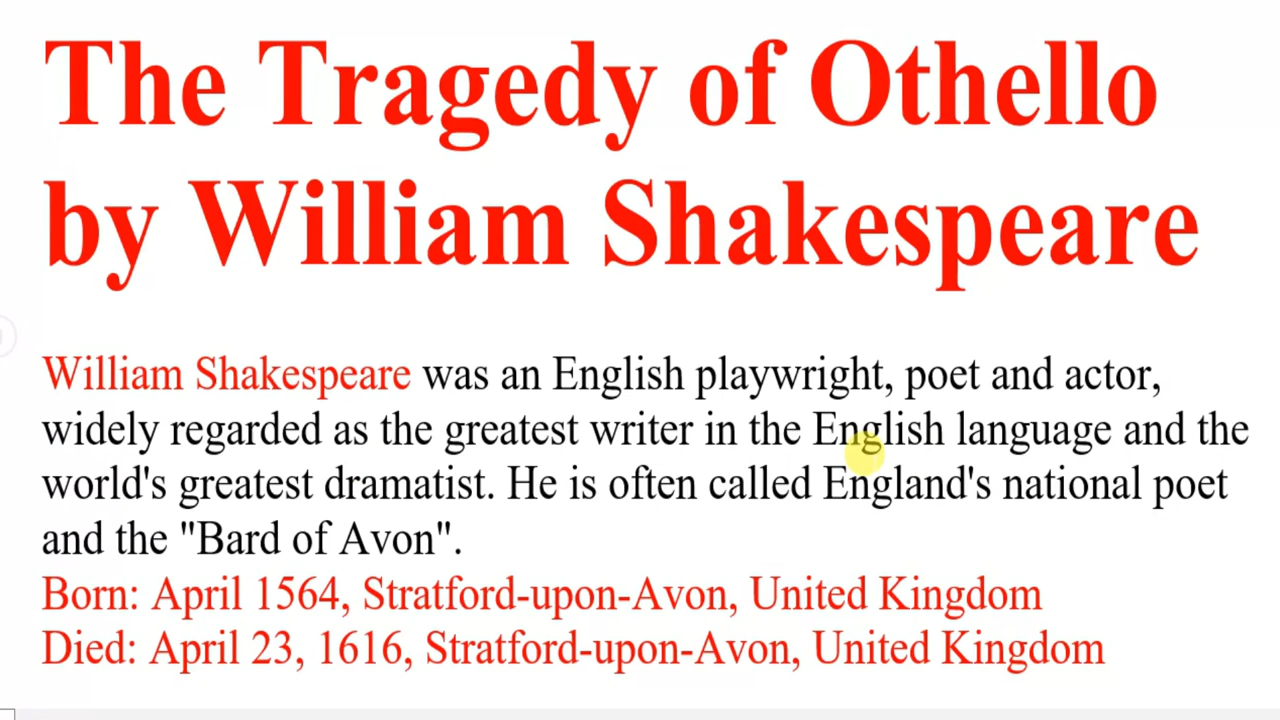 The Tragedy of Othello
by William Shakespeare
William Shakespeare was an English playwright, poet and actor,
widely regarded as the greatest writer in the English language and the
world's greatest dramatist. He is often called England's national poet
and the "Bard of Avon".
Born: April 1564, Stratford-upon-Avon, United Kingdom
Died: April 23, 1616, Stratford-upon-Avon, United Kingdom